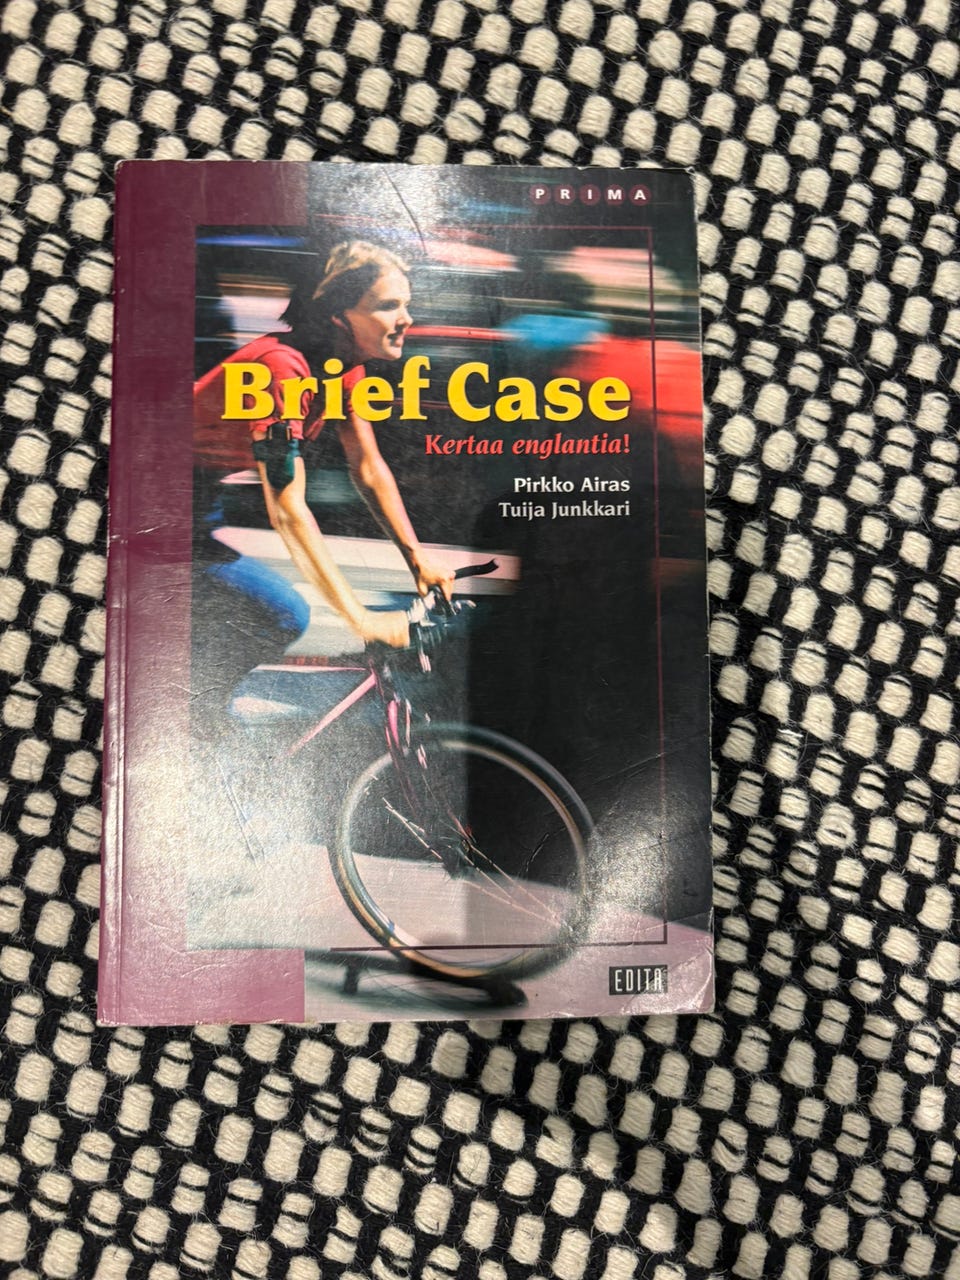 PRIMA
Brief Case
Kertaa englantia!
Pirkko Airas
Tuija Junkkari
EDITA